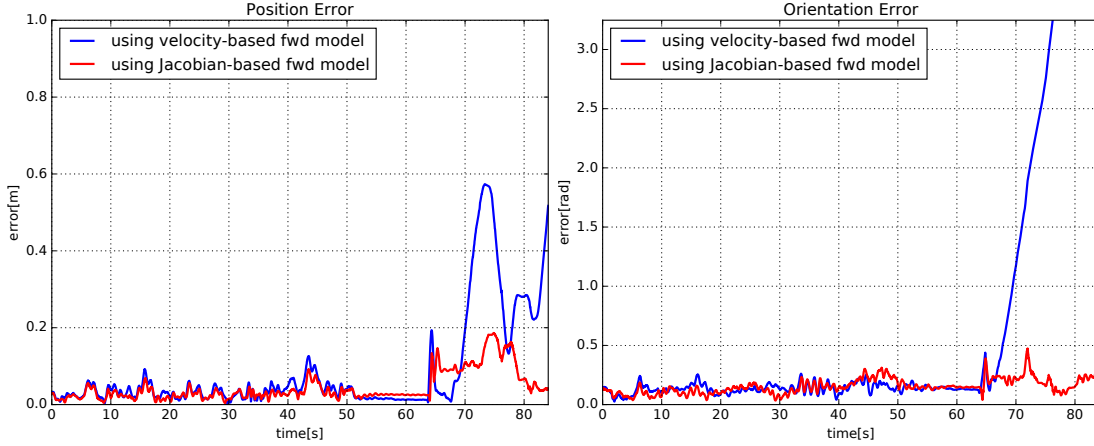 Position Error
using velocity-based fwd model
using Jacobian-based fwd model
error[m]
1.0
0.8
0.6
0.4
0.2
0.0
0 10 20 30 40 50 60 70 80
time[s]
Orientation Error
using velocity-based fwd model
using Jacobian-based fwd model
error[rad]
3.0
2.5
2.0
1.5
1.0
0.5
0.0
0 10 20 30 40 50 60 70 80
time[s]